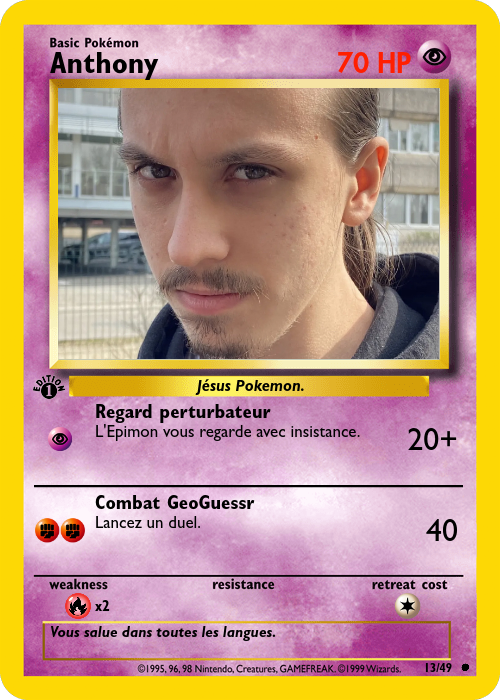 Basic Pokémon
Anthony
70 HP
Jésus Pokemon.
EDITION
1
Regard perturbateur
L'Epimon vous regarde avec insistance.
20+
Combat GeoGuessr
Lancez un duel.
40
weakness
resistance
retreat cost
x2
Vous salue dans toutes les langues.
©1995, 96, 98 Nintendo, Creatures, GAMEFREAK. ©1999 Wizards.
13/49